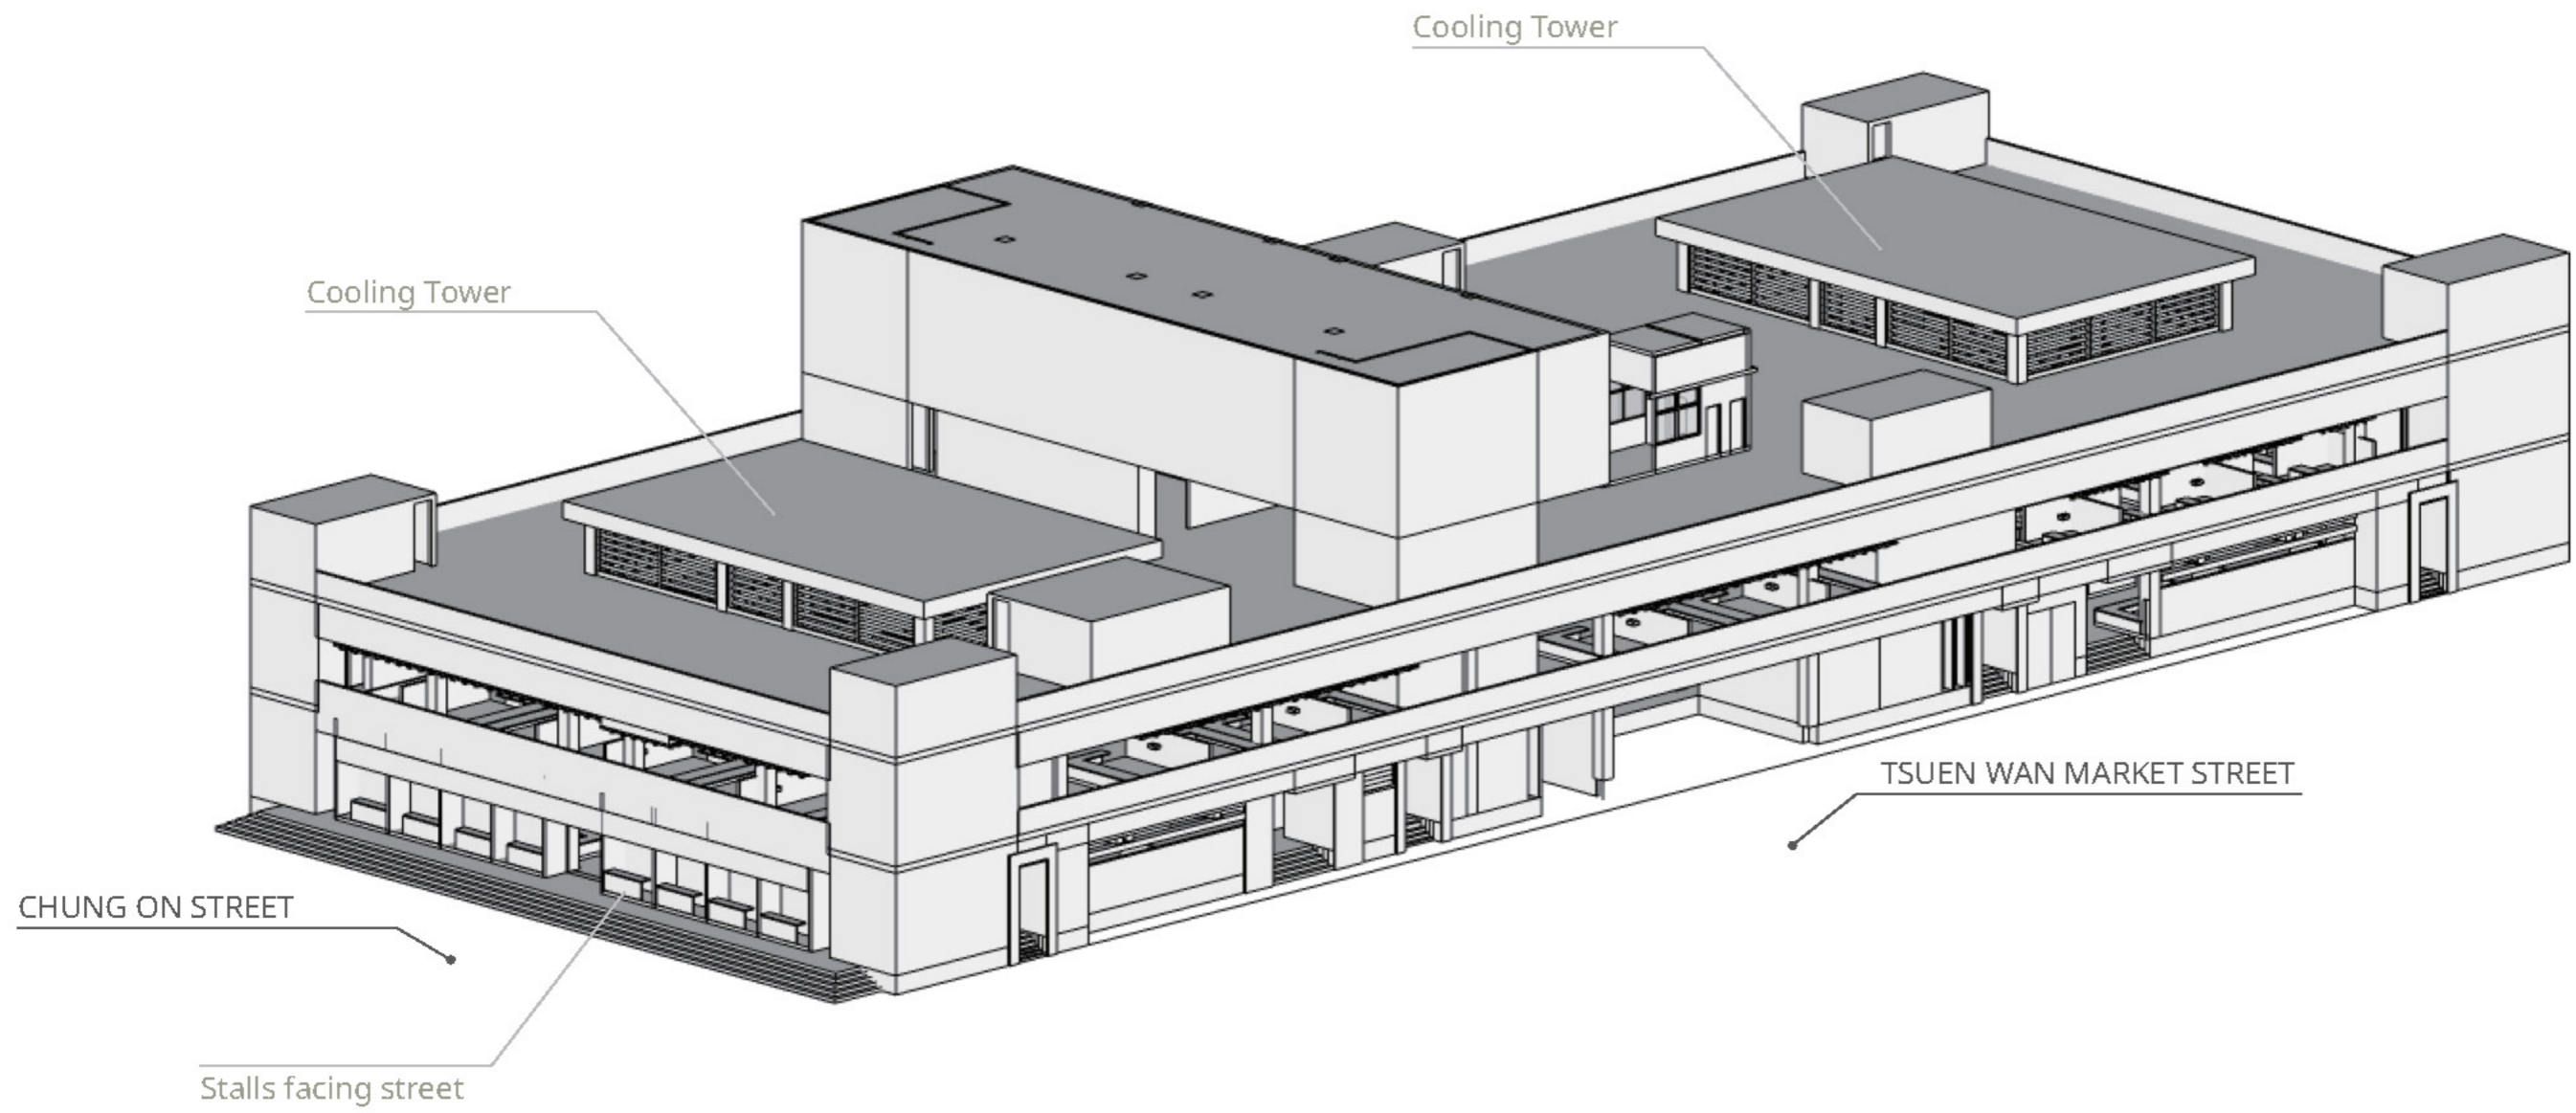 Cooling Tower
Cooling Tower
TSUEN WAN MARKET STREET
CHUNG ON STREET
Stalls facing street